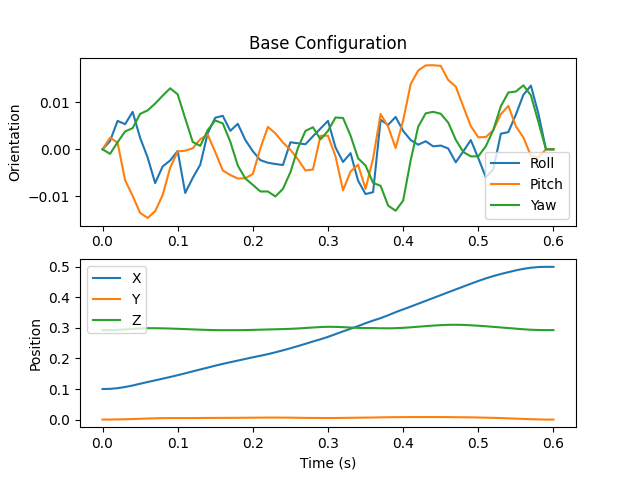 Base Configuration
Orientation
0.01
0.00
−0.01
Roll
Pitch
Yaw
0.0 0.1 0.2 0.3 0.4 0.5 0.6
Position
0.5
0.4
0.3
0.2
0.1
0.0
X
Y
Z
0.0 0.1 0.2 0.3 0.4 0.5 0.6
Time (s)